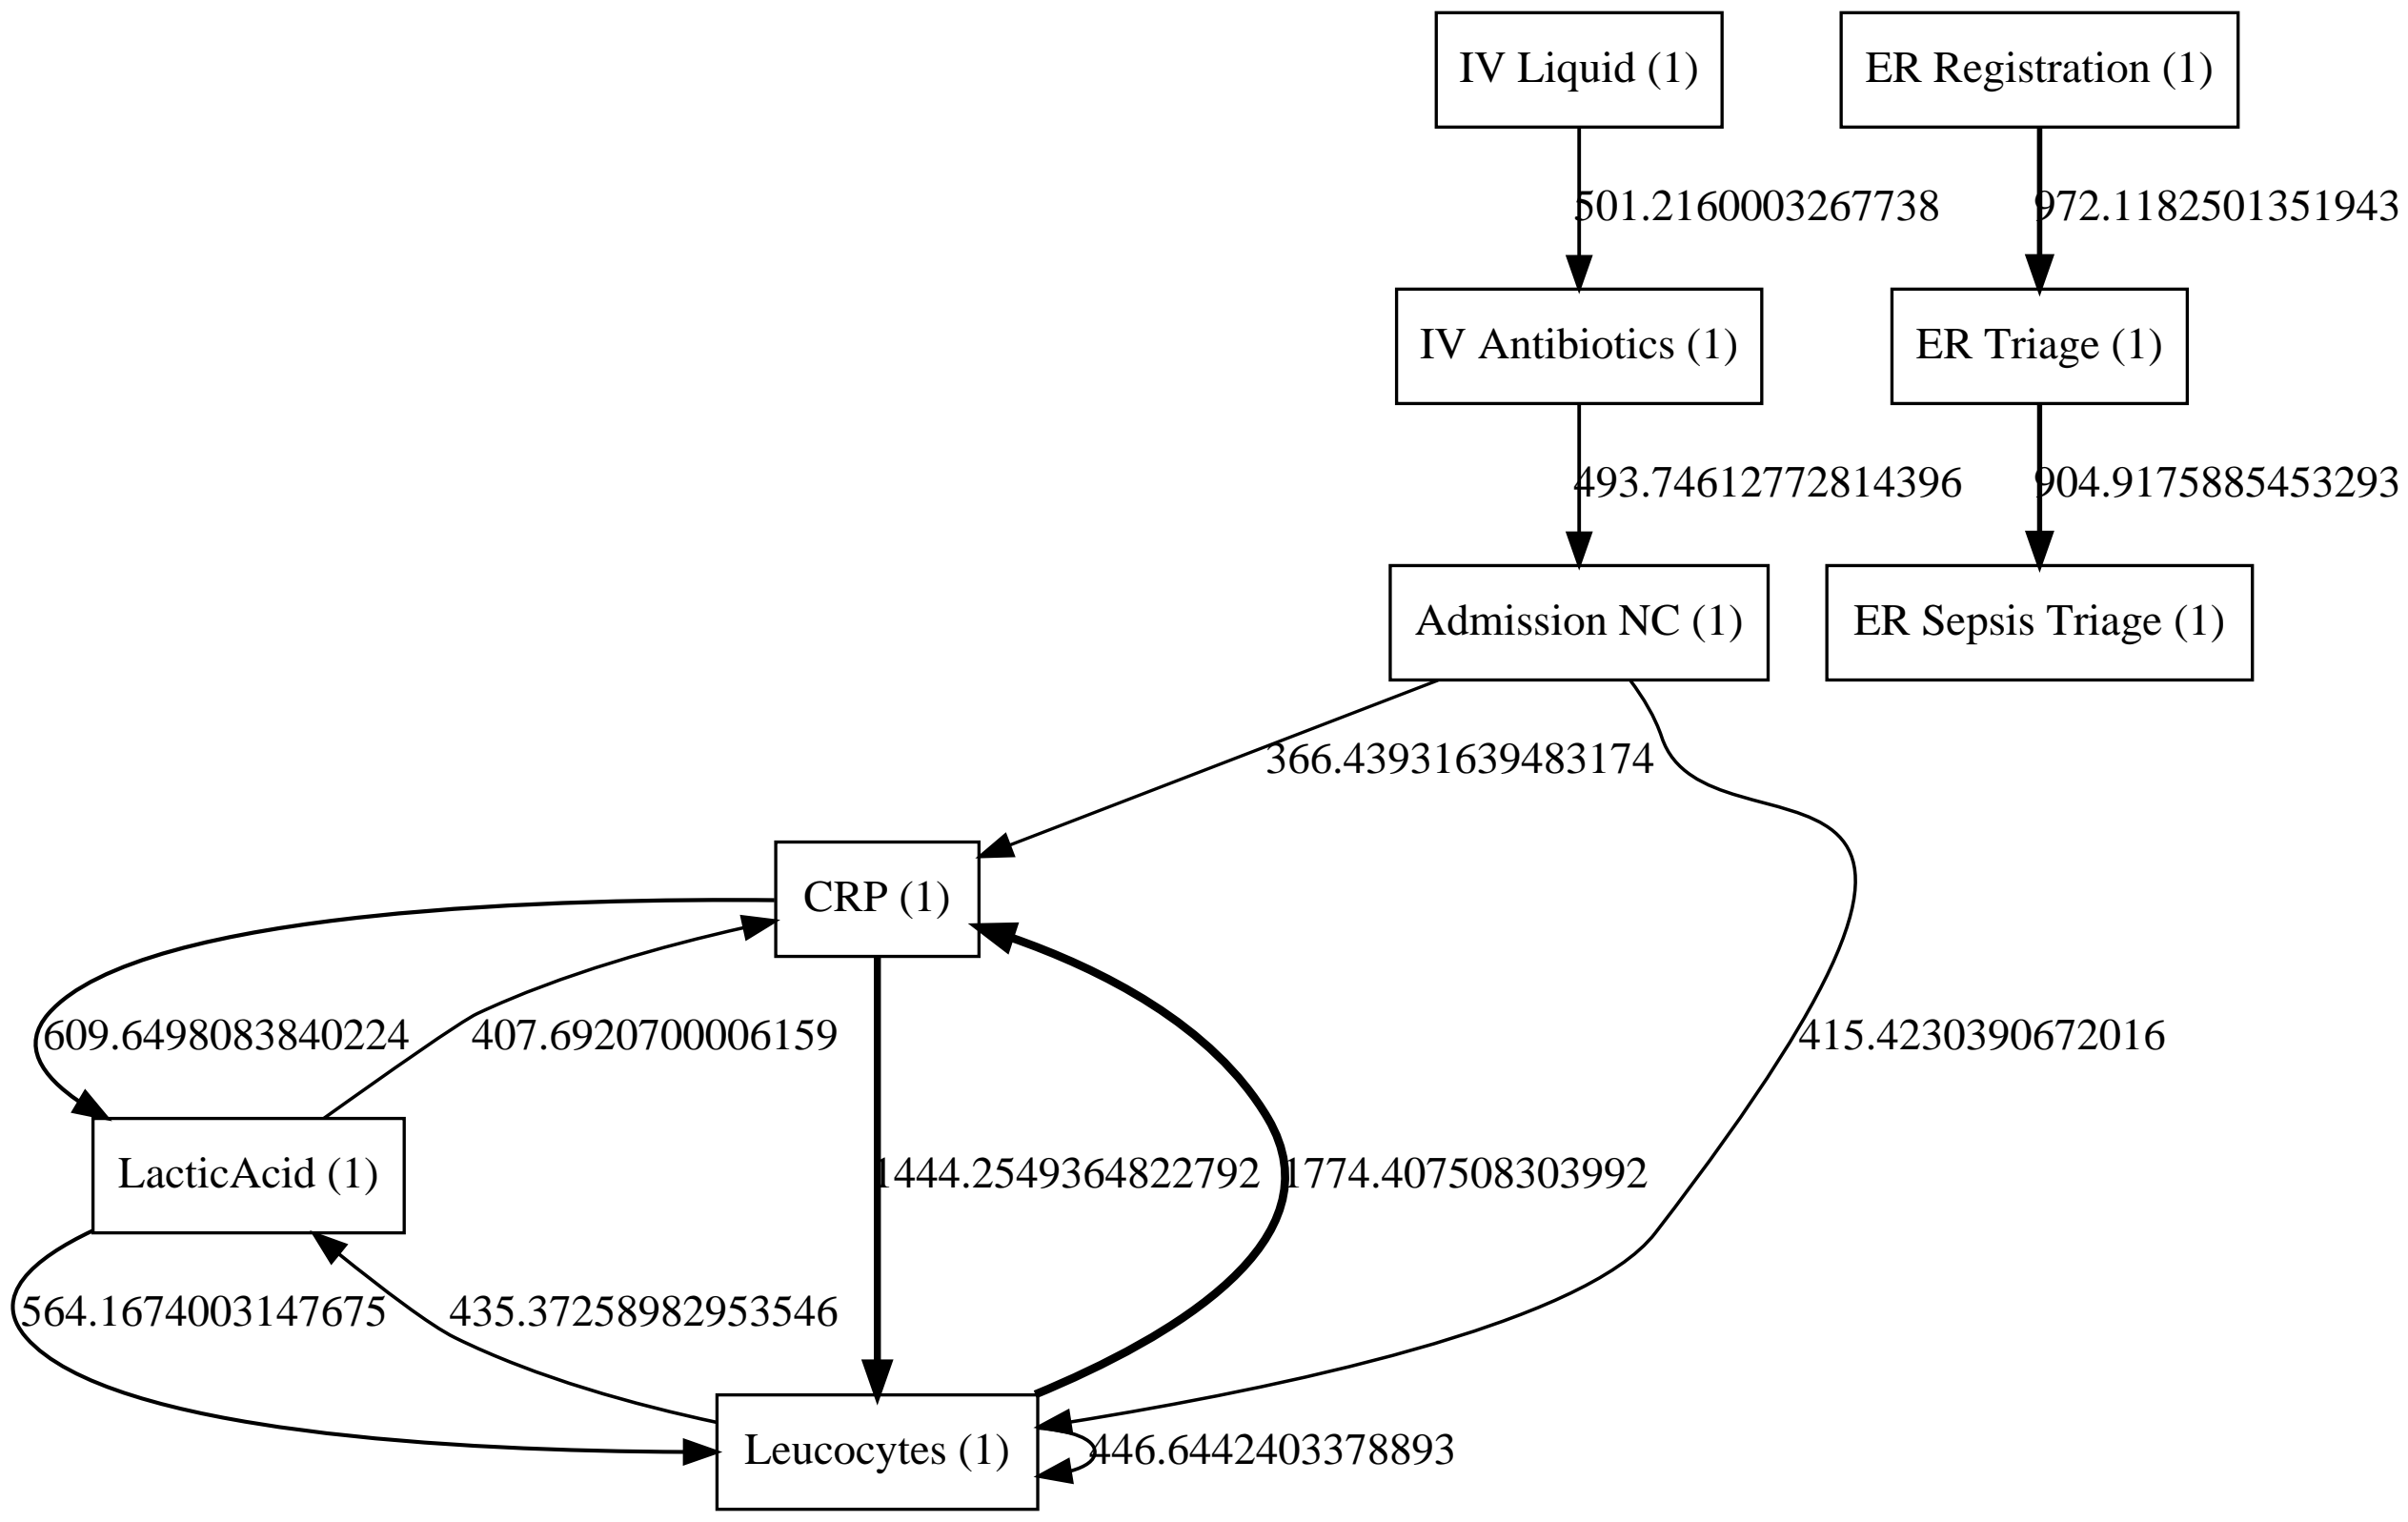 IV Liquid (1)
ER Registration (1)
501.2160003267738
972.1182501351943
IV Antibiotics (1)
ER Triage (1)
493.74612772814396
904.9175885453293
Admission NC (1)
ER Sepsis Triage (1)
366.43931639483174
CRP (1)
609.6498083840224
407.6920700006159
415.4230390672016
LacticAcid (1)
1444.2549364822792
1774.407508303992
564.1674003147675
435.37258982953546
Leucocytes (1)
446.6442403378893